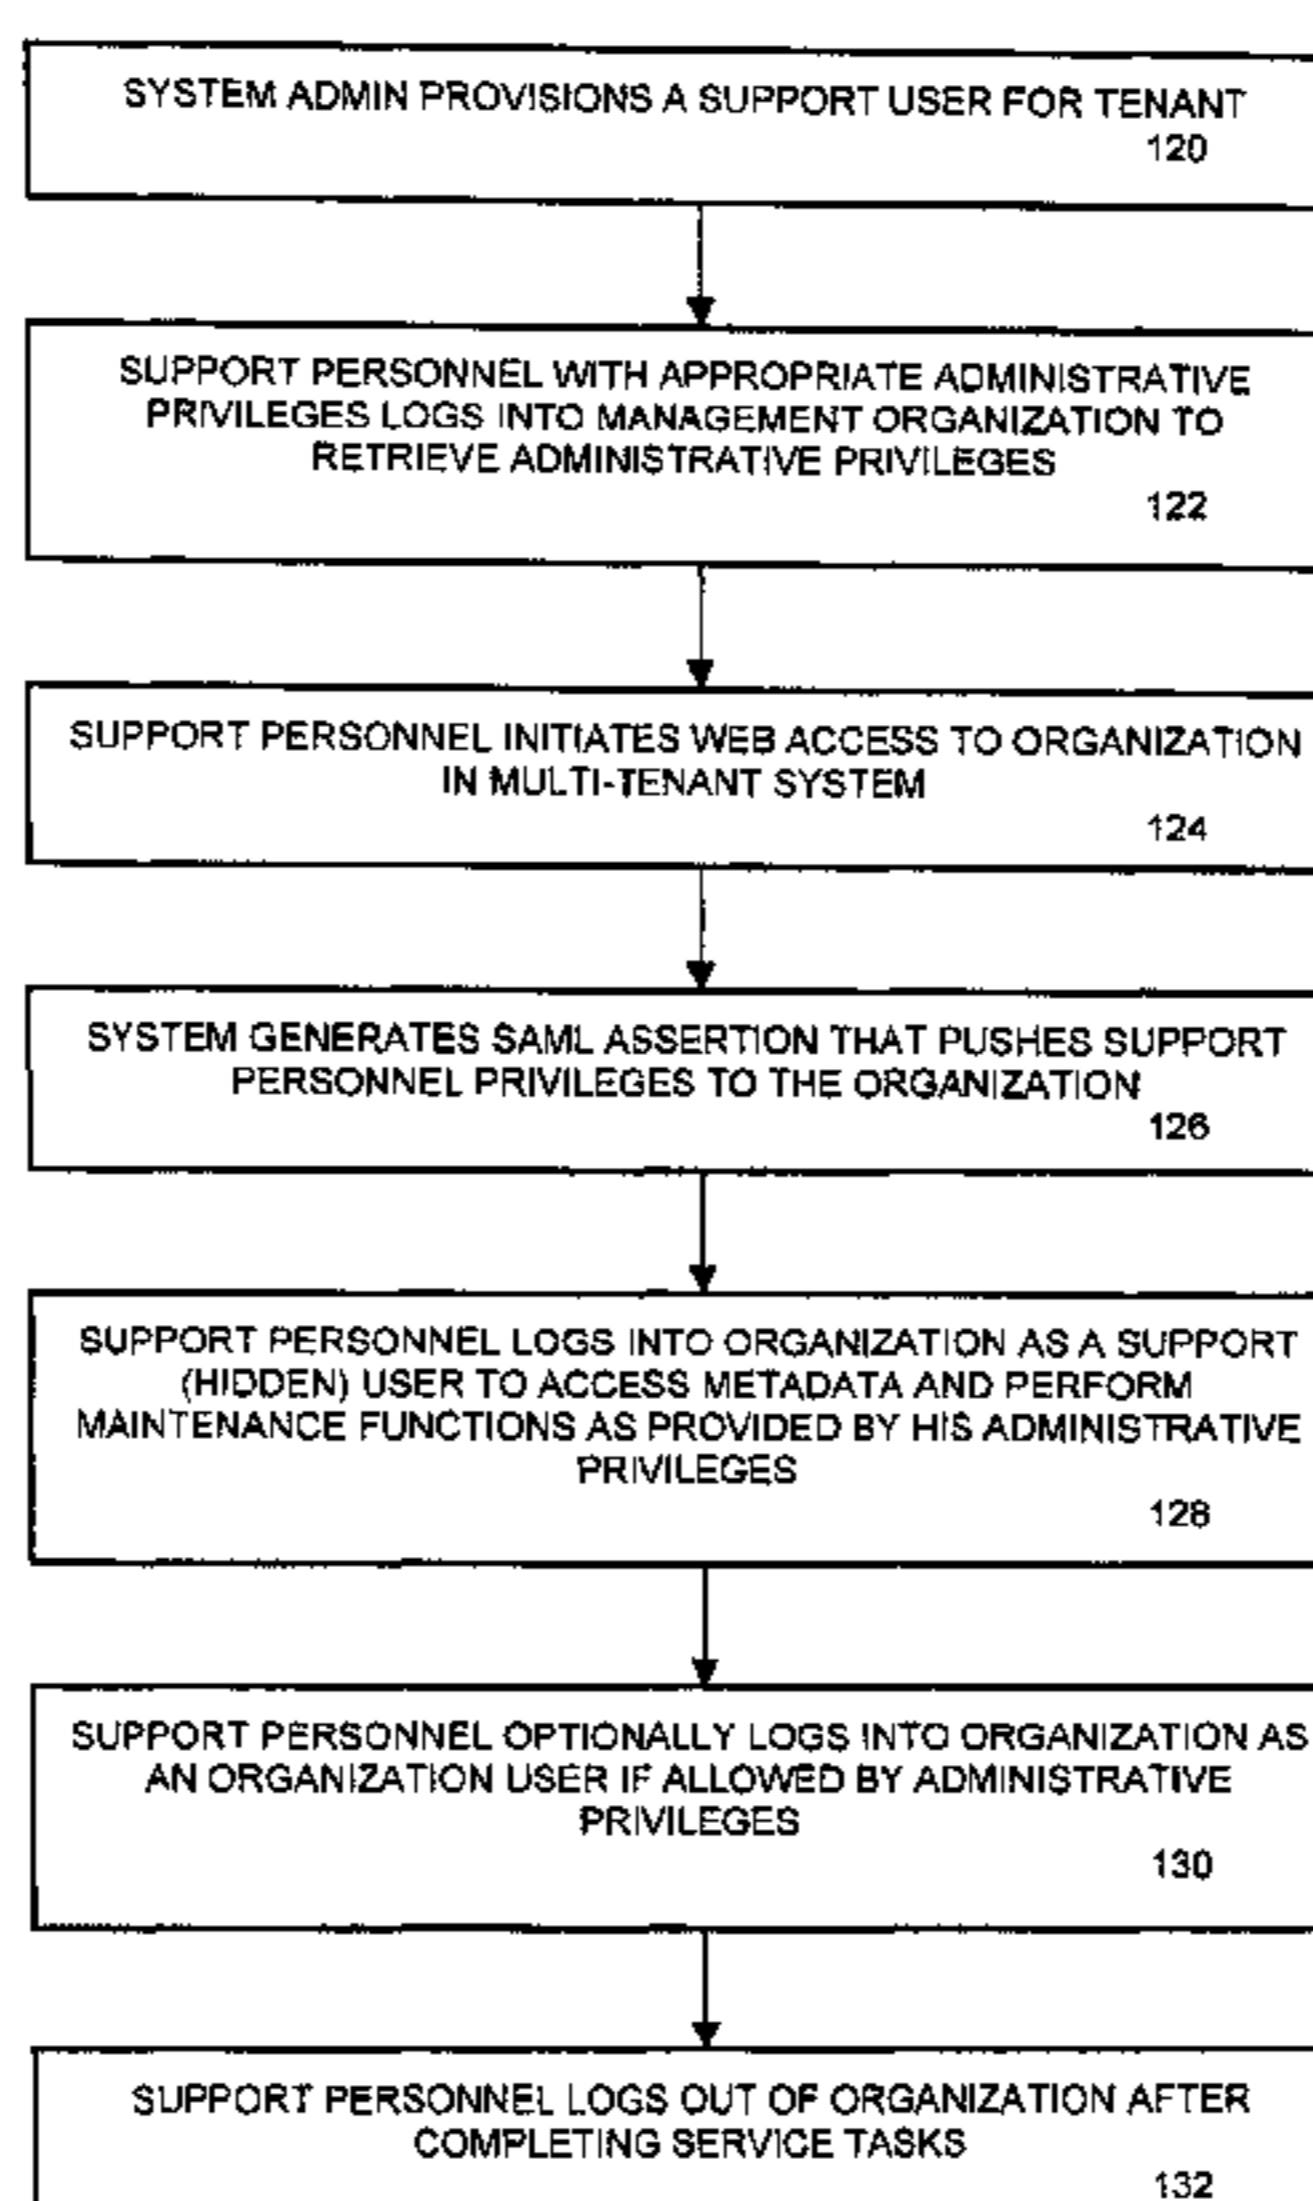 SYSTEM ADMIN PROVISIONS A SUPPORT USER FOR TENANT
120
SUPPORT PERSONNEL WITH APPROPRIATE ADMINISTRATIVE
PRIVILEGES LOGS INTO MANAGEMENT ORGANIZATION TO
RETRIEVE ADMINISTRATIVE PRIVILEGES
122
SUPPORT PERSONNEL INITIATES WEB ACCESS TO ORGANIZATION
IN MULTI-TENANT SYSTEM
124
SYSTEM GENERATES SAML ASSERTION THAT PUSHES SUPPORT
PERSONNEL PRIVILEGES TO THE ORGANIZATION
126
SUPPORT PERSONNEL LOGS INTO ORGANIZATION AS A SUPPORT
(HIDDEN) USER TO ACCESS METADATA AND PERFORM
MAINTENANCE FUNCTIONS AS PROVIDED BY HIS ADMINISTRATIVE
PRIVILEGES
128
SUPPORT PERSONNEL OPTIONALLY LOGS INTO ORGANIZATION AS
AN ORGANIZATION USER IF ALLOWED BY ADMINISTRATIVE
PRIVILEGES
130
SUPPORT PERSONNEL LOGS OUT OF ORGANIZATION AFTER
COMPLETING SERVICE TASKS
132